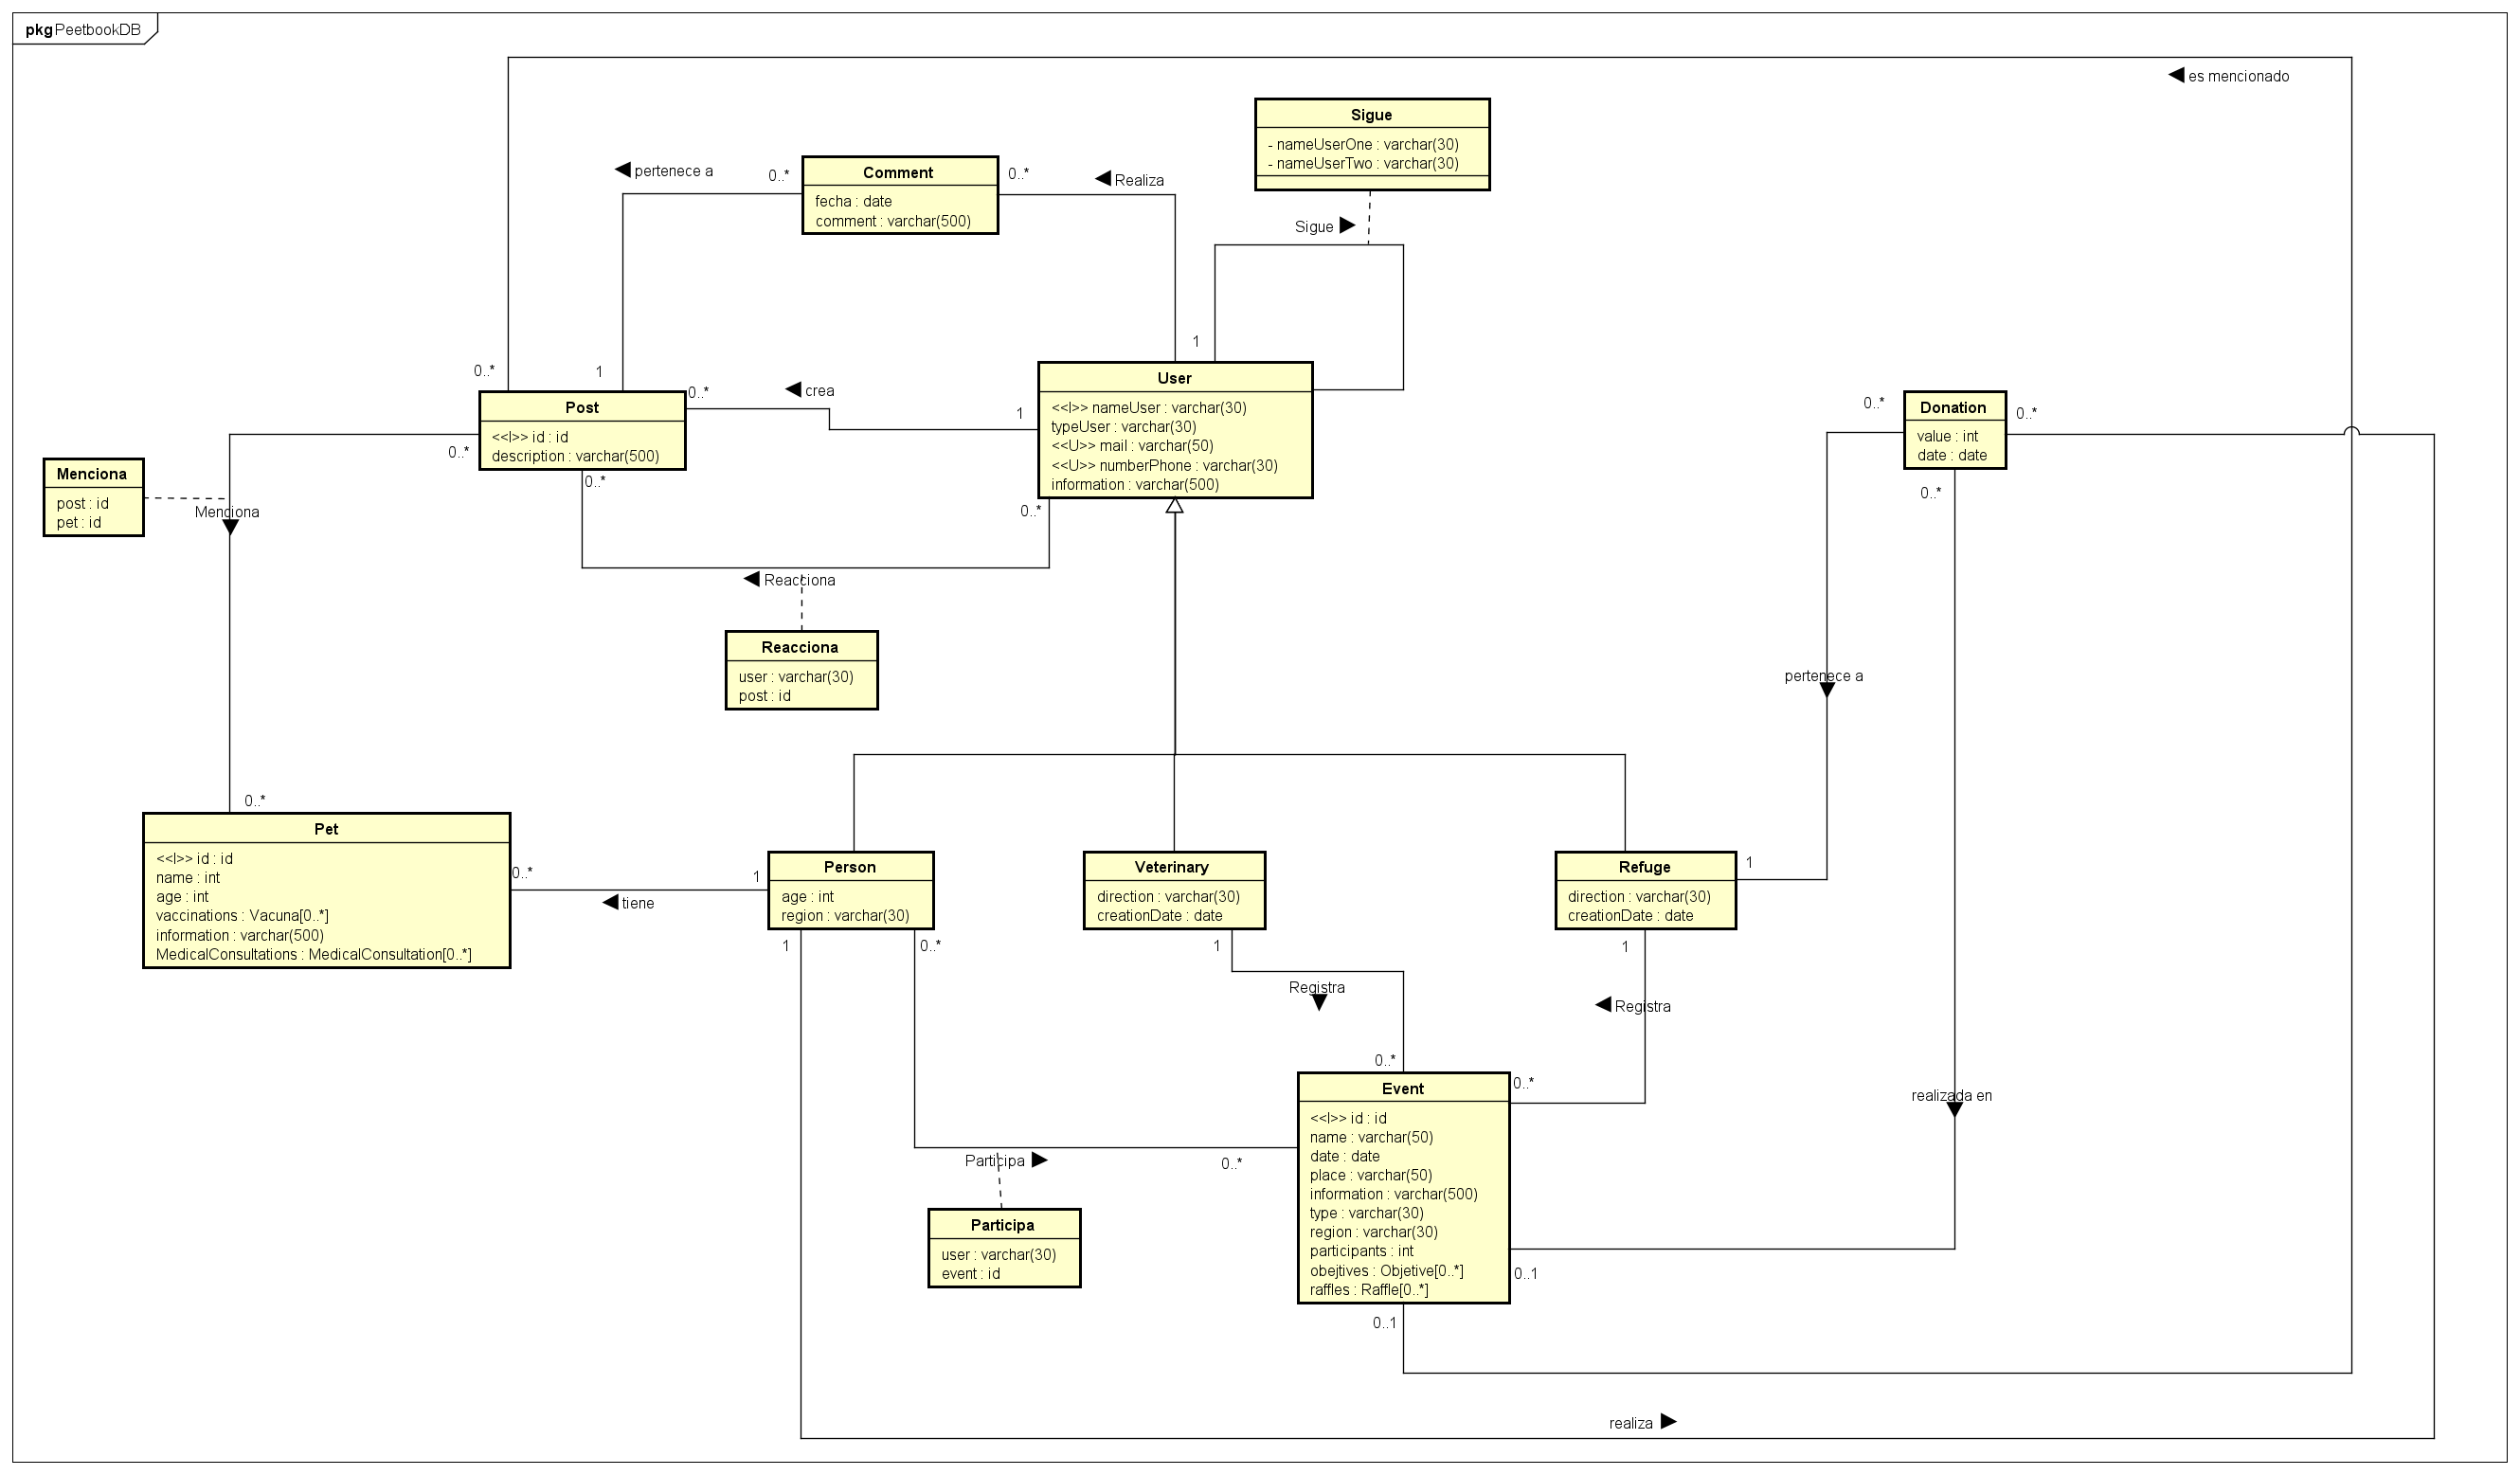 pkg PeetbookDB
es mencionado
Sigue
- nameUserOne : varchar(30)
- nameUserTwo : varchar(30)
Sigue
pertenece a
0..*
Comment
fecha : date
comment : varchar(500)
0..*
Realiza
1
0..*
1
0..*
crea
1
User
<<I>> nameUser : varchar(30)
typeUser : varchar(30)
<<U>> mail : varchar(50)
<<U>> numberPhone : varchar(30)
information : varchar(500)
Post
<<I>> id : id
description : varchar(500)
0..*
0..*
0..*
0..*
Donation
value : int
date : date
0..*
0..*
Menciona
post : id
pet : id
Menciona
Reacciona
Reacciona
user : varchar(30)
post : id
pertenece a
0..*
Pet
<<I>> id : id
name : int
age : int
vaccinations : Vacuna[0..*]
information : varchar(500)
MedicalConsultations : MedicalConsultation[0..*]
0..*
tiene
1
Person
age : int
region : varchar(30)
1
0..*
Veterinary
direction : varchar(30)
creationDate : date
1
Refuge
direction : varchar(30)
creationDate : date
1
1
Registra
Registra
0..*
0..*
Event
<<I>> id : id
name : varchar(50)
date : date
place : varchar(50)
information : varchar(500)
type : varchar(30)
region : varchar(30)
participants : int
obejtives : Objetive[0..*]
raffles : Raffle[0..*]
realizada en
Participa
0..*
Participa
user : varchar(30)
event : id
0..1
0..1
realiza